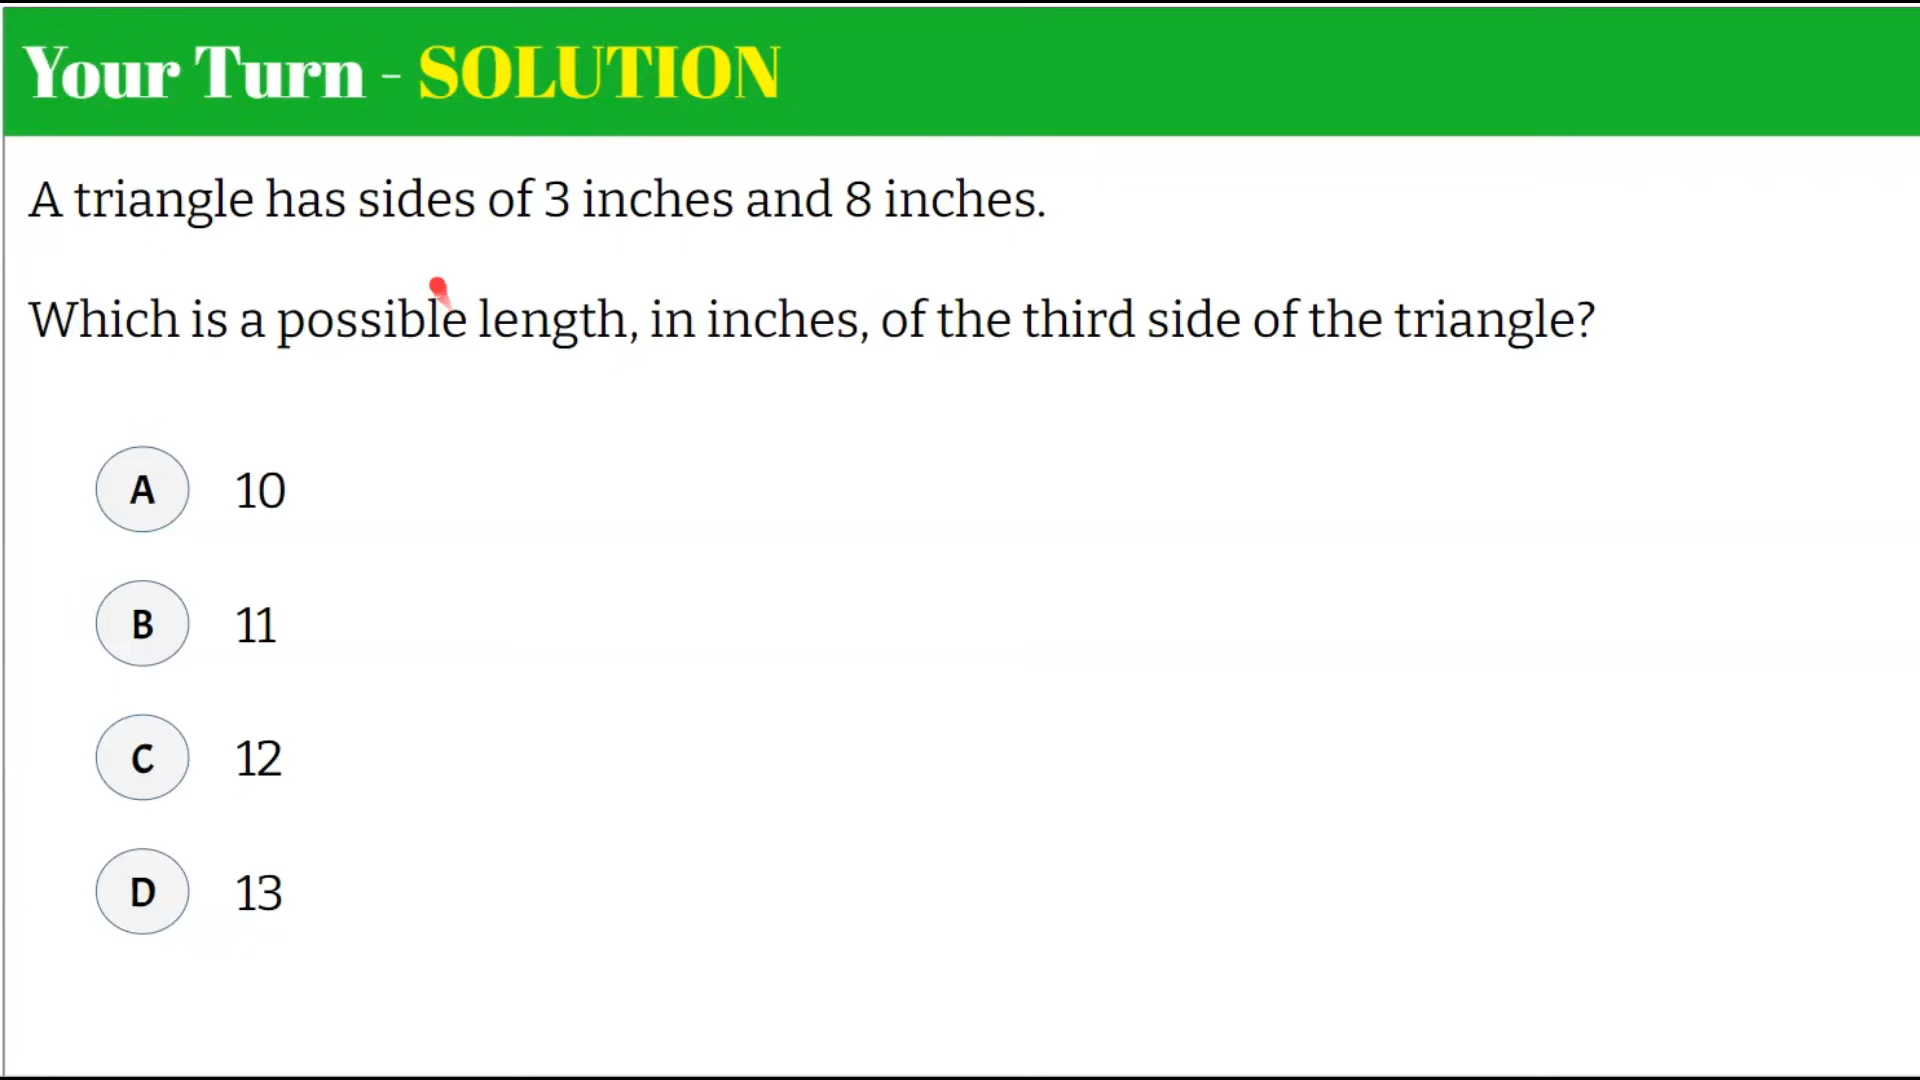 Your Turn - SOLUTION
A triangle has sides of 3 inches and 8 inches.
Which is a possible length, in inches, of the third side of the triangle?
A 10
B 11
C 12
D 13